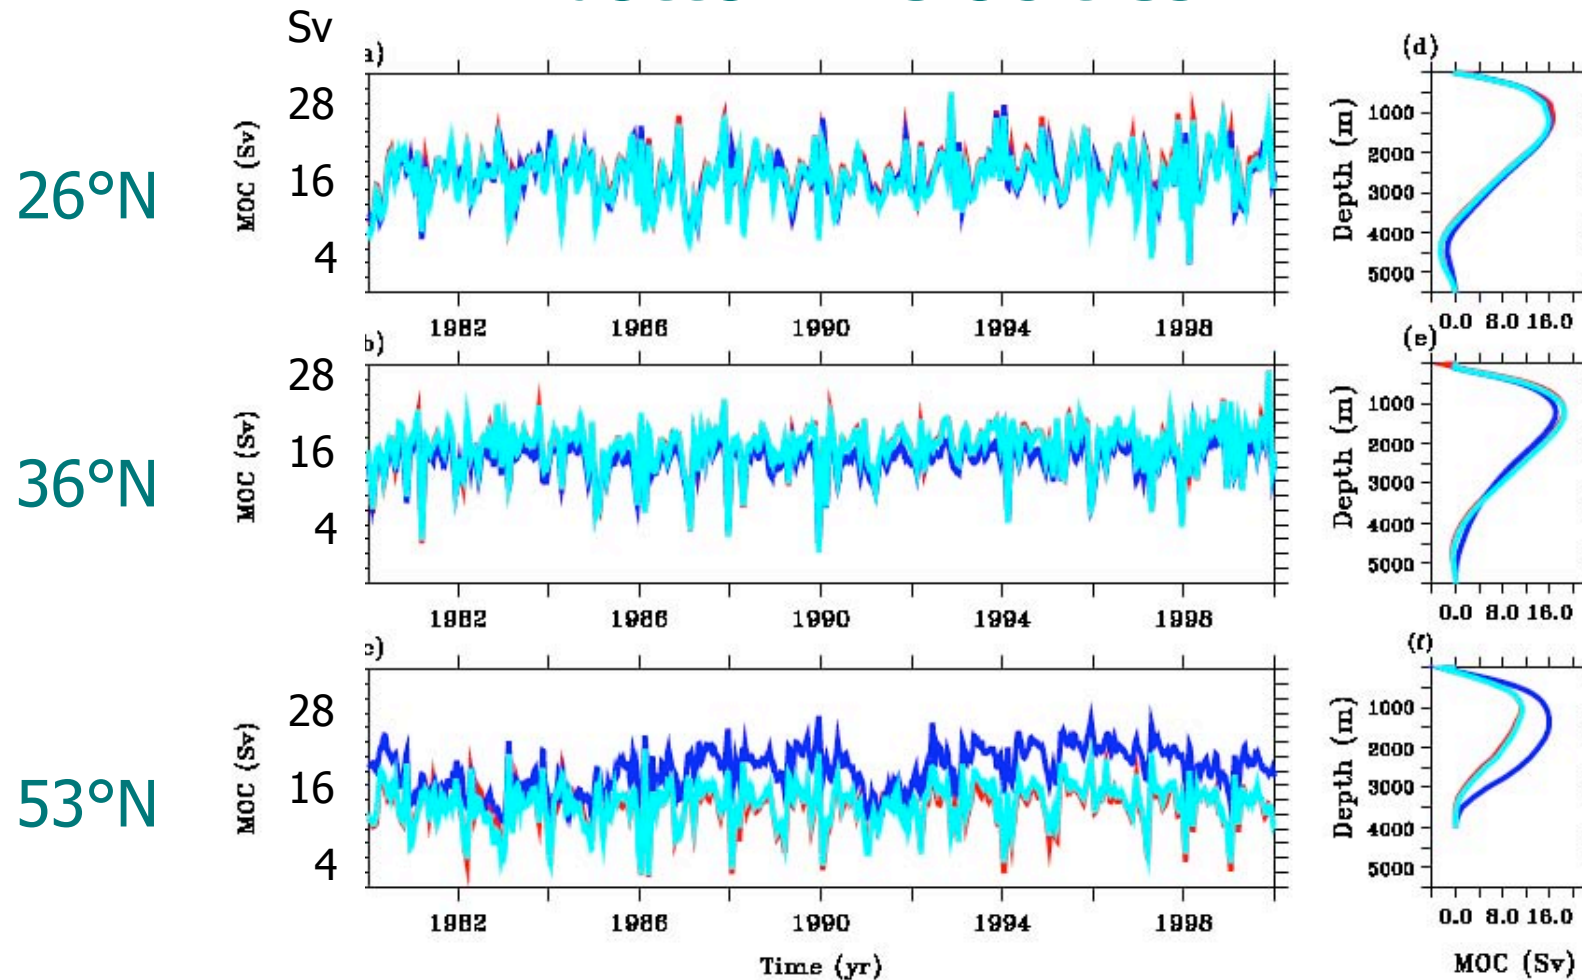 Sv
a) (d)
26°N
MOC (Sv)
28
16
4
1982 1986 1990 1994 1998
Depth (m)
1000
2000
3000
4000
5000
0.0 8.0 16.0
b) (e)
36°N
MOC (Sv)
28
16
4
1982 1986 1990 1994 1998
Depth (m)
1000
2000
3000
4000
5000
0.0 8.0 16.0
c) (f)
53°N
MOC (Sv)
28
16
4
1982 1986 1990 1994 1998
Time (yr)
Depth (m)
1000
2000
3000
4000
5000
0.0 8.0 16.0
MOC (Sv)